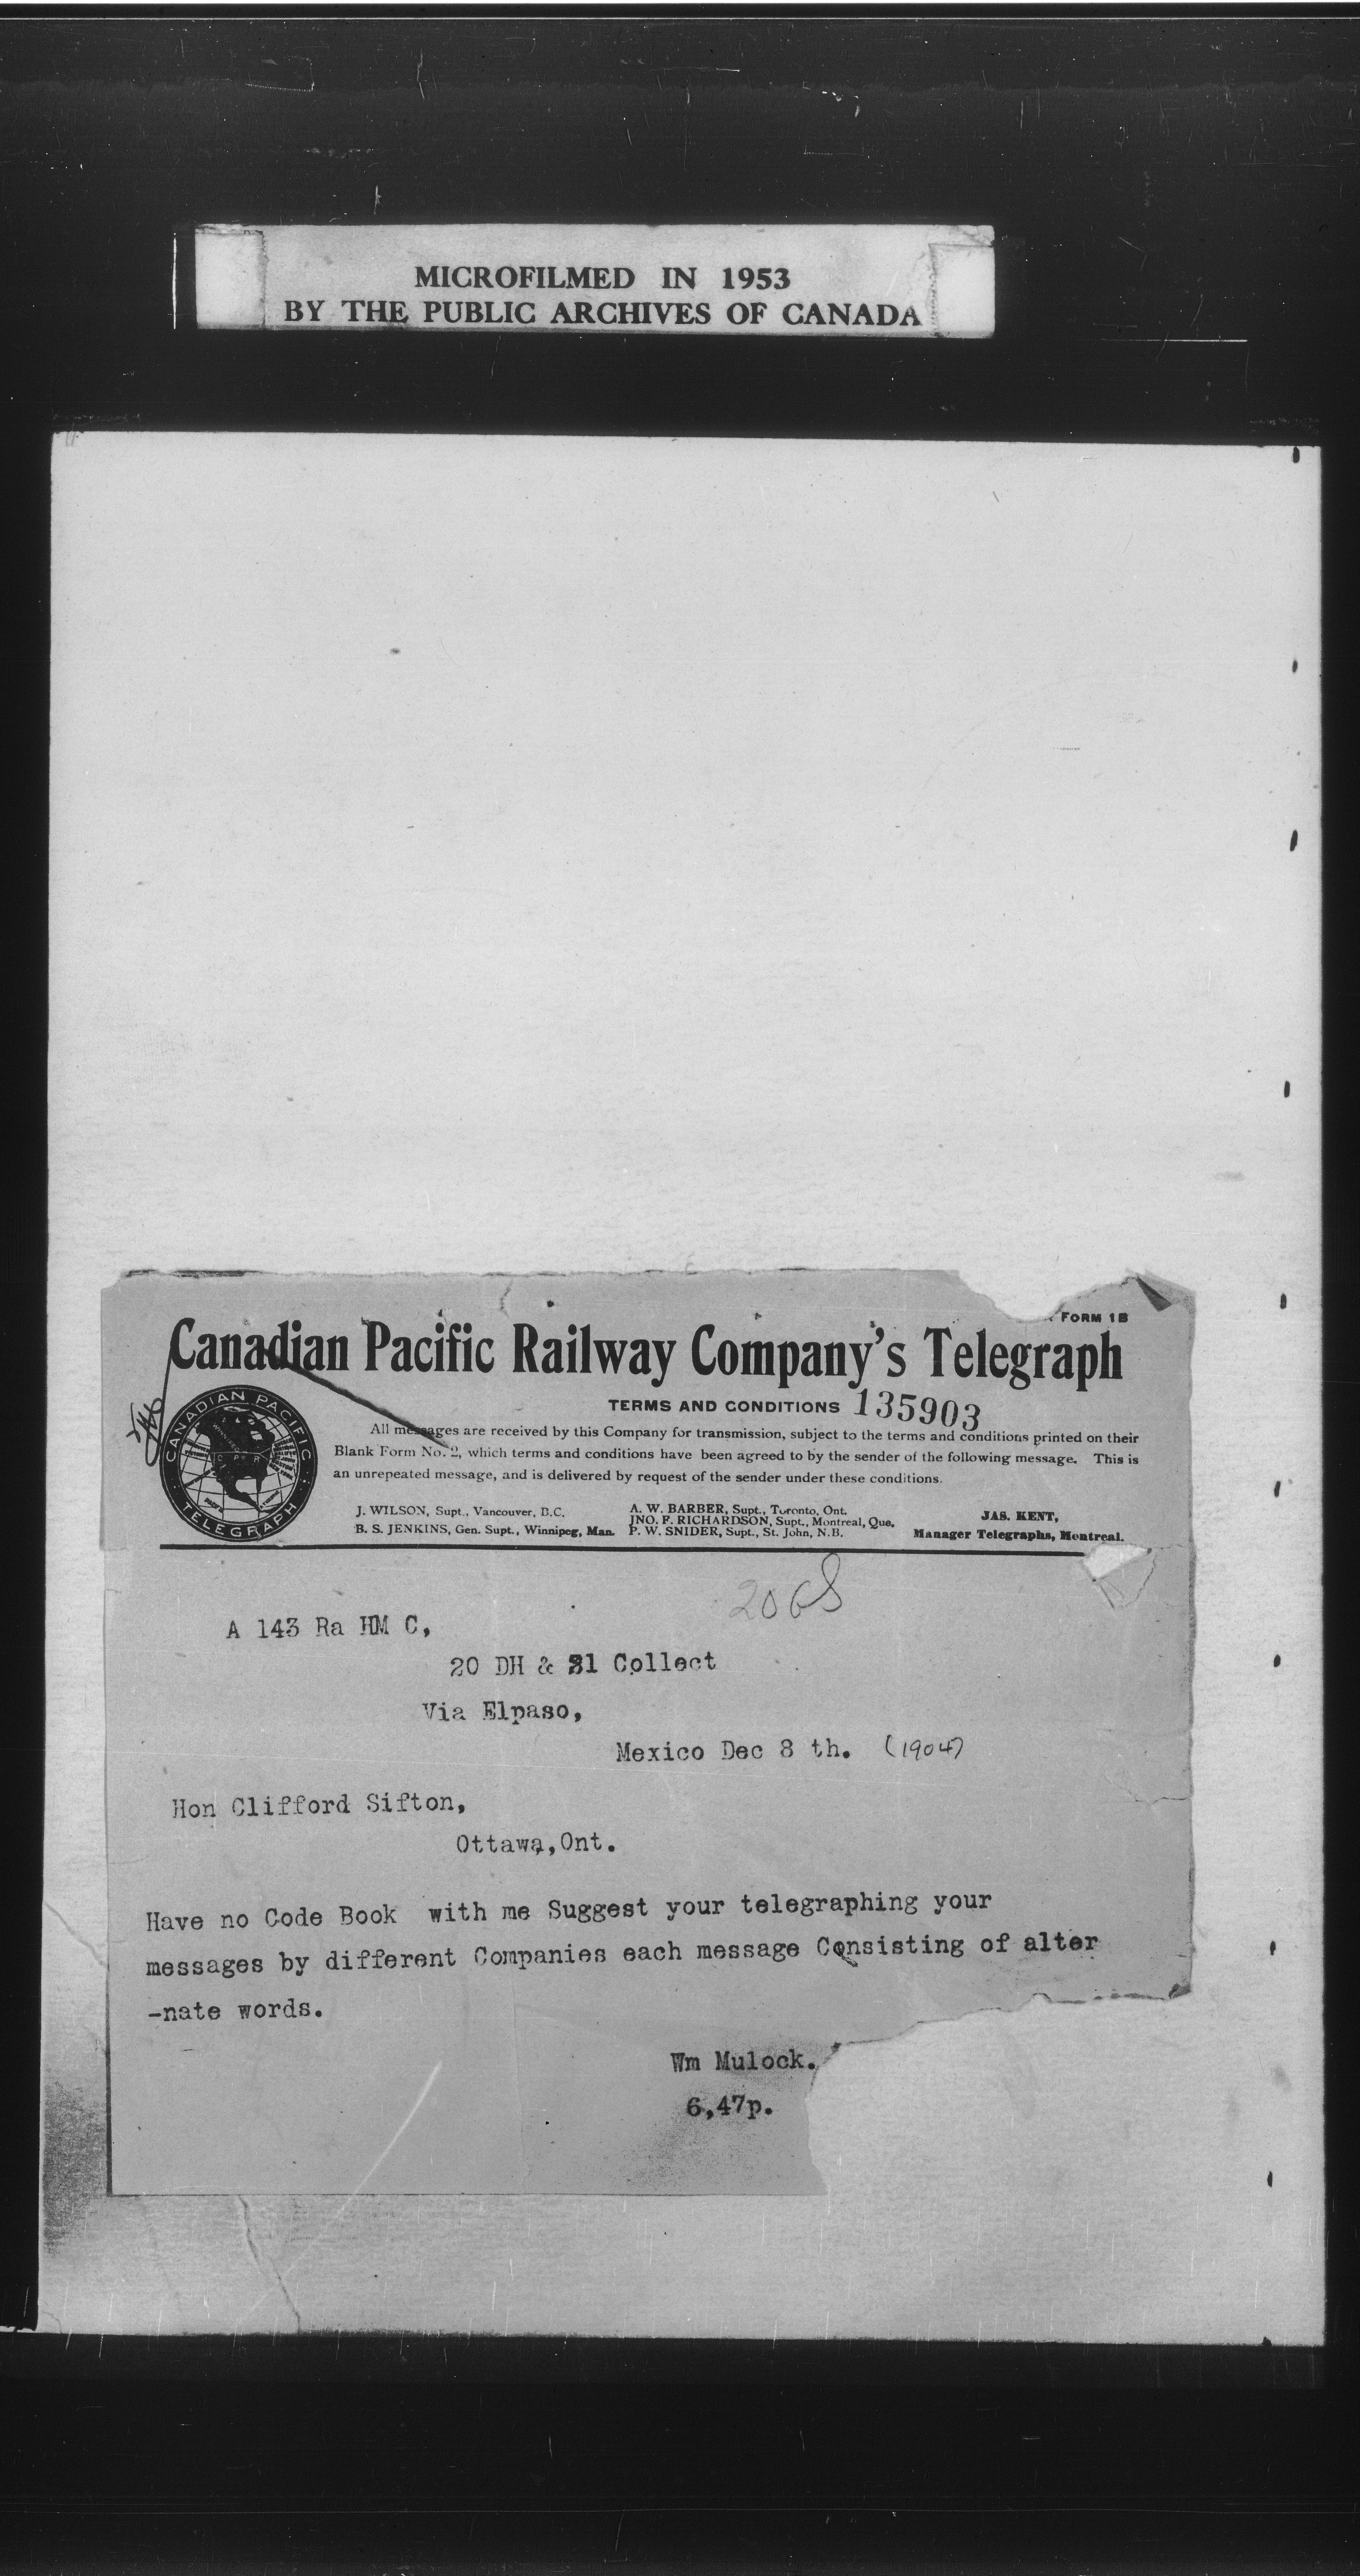 MICROFILMED IN 1953
BY THE PUBLIC ARCHIVES OF CANADA
FORM 1B
Canadian Pacific Railway Company's Telegraph
TERMS AND CONDITIONS 135903
CANADIAN PACIFIC
TELEGRAPH
All messages are received by this Company for transmission, subject to the terms and conditions printed on their
Blank Form No. 2, which terms and conditions have been agreed to by the sender of the following message. This is
an unrepeated message, and is delivered by request of the sender under these conditions.
J. WILSON, Supt., Vancouver, B.C.
B. S. JENKINS, Gen. Supt., Winnipeg, Man.
A. W. BARBER, Supt., Toronto, Ont.
JNO. F. RICHARDSON, Supt., Montreal, Que.
P. W. SNIDER, Supt., St. John, N.B.
JAS. KENT,
Manager Telegraphs, Montreal.
A 143 Ra HM C,
20 DH & 21 Collect
Via Elpaso,
Mexico Dec 8 th. (1904)
Hon Clifford Sifton,
Ottawa,Ont.
Have no Code Book with me Suggest your telegraphing your
messages by different Companies each message Consisting of alter
-nate words.
Wm Mulock.
6,47p.